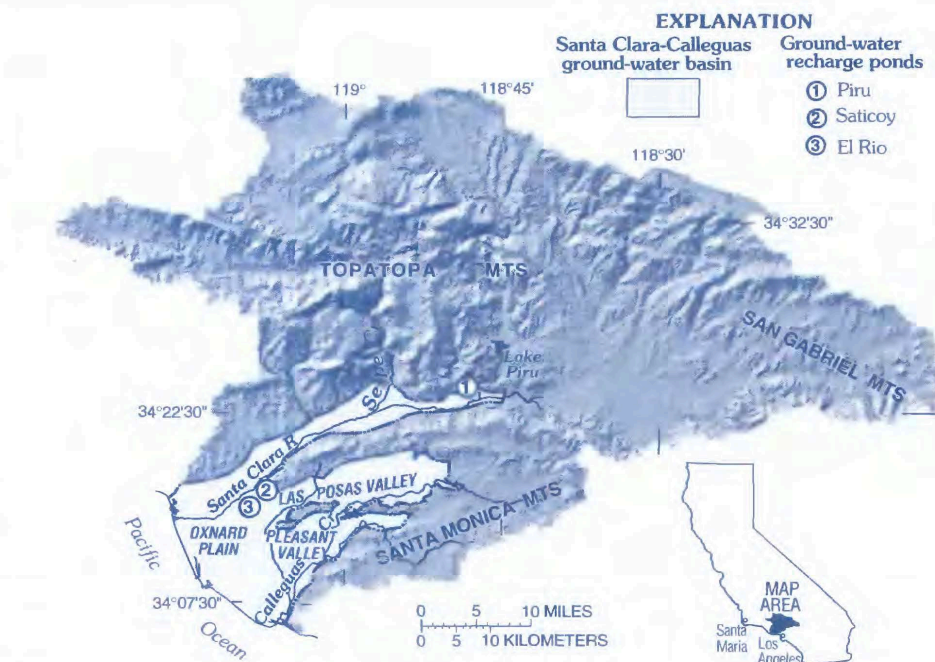 EXPLANATION
Santa Clara-Calleguas
ground-water basin
Ground-water
recharge ponds
1 Piru
2 Saticoy
3 El Rio
119°
118°45'
118°30'
34°32'30"
TOPATOPA MTS
SAN GABRIEL MTS
Lake
Piru
1
34°22'30"
Santa Clara R
2
3
LAS POSAS VALLEY
OXNARD
PLAIN
PLEASANT
VALLEY
SANTA MONICA MTS
Calleguas
Pacific
Ocean
34°07'30"
0 5 10 MILES
0 5 10 KILOMETERS
MAP
AREA
Santa
Maria
Los
Angeles